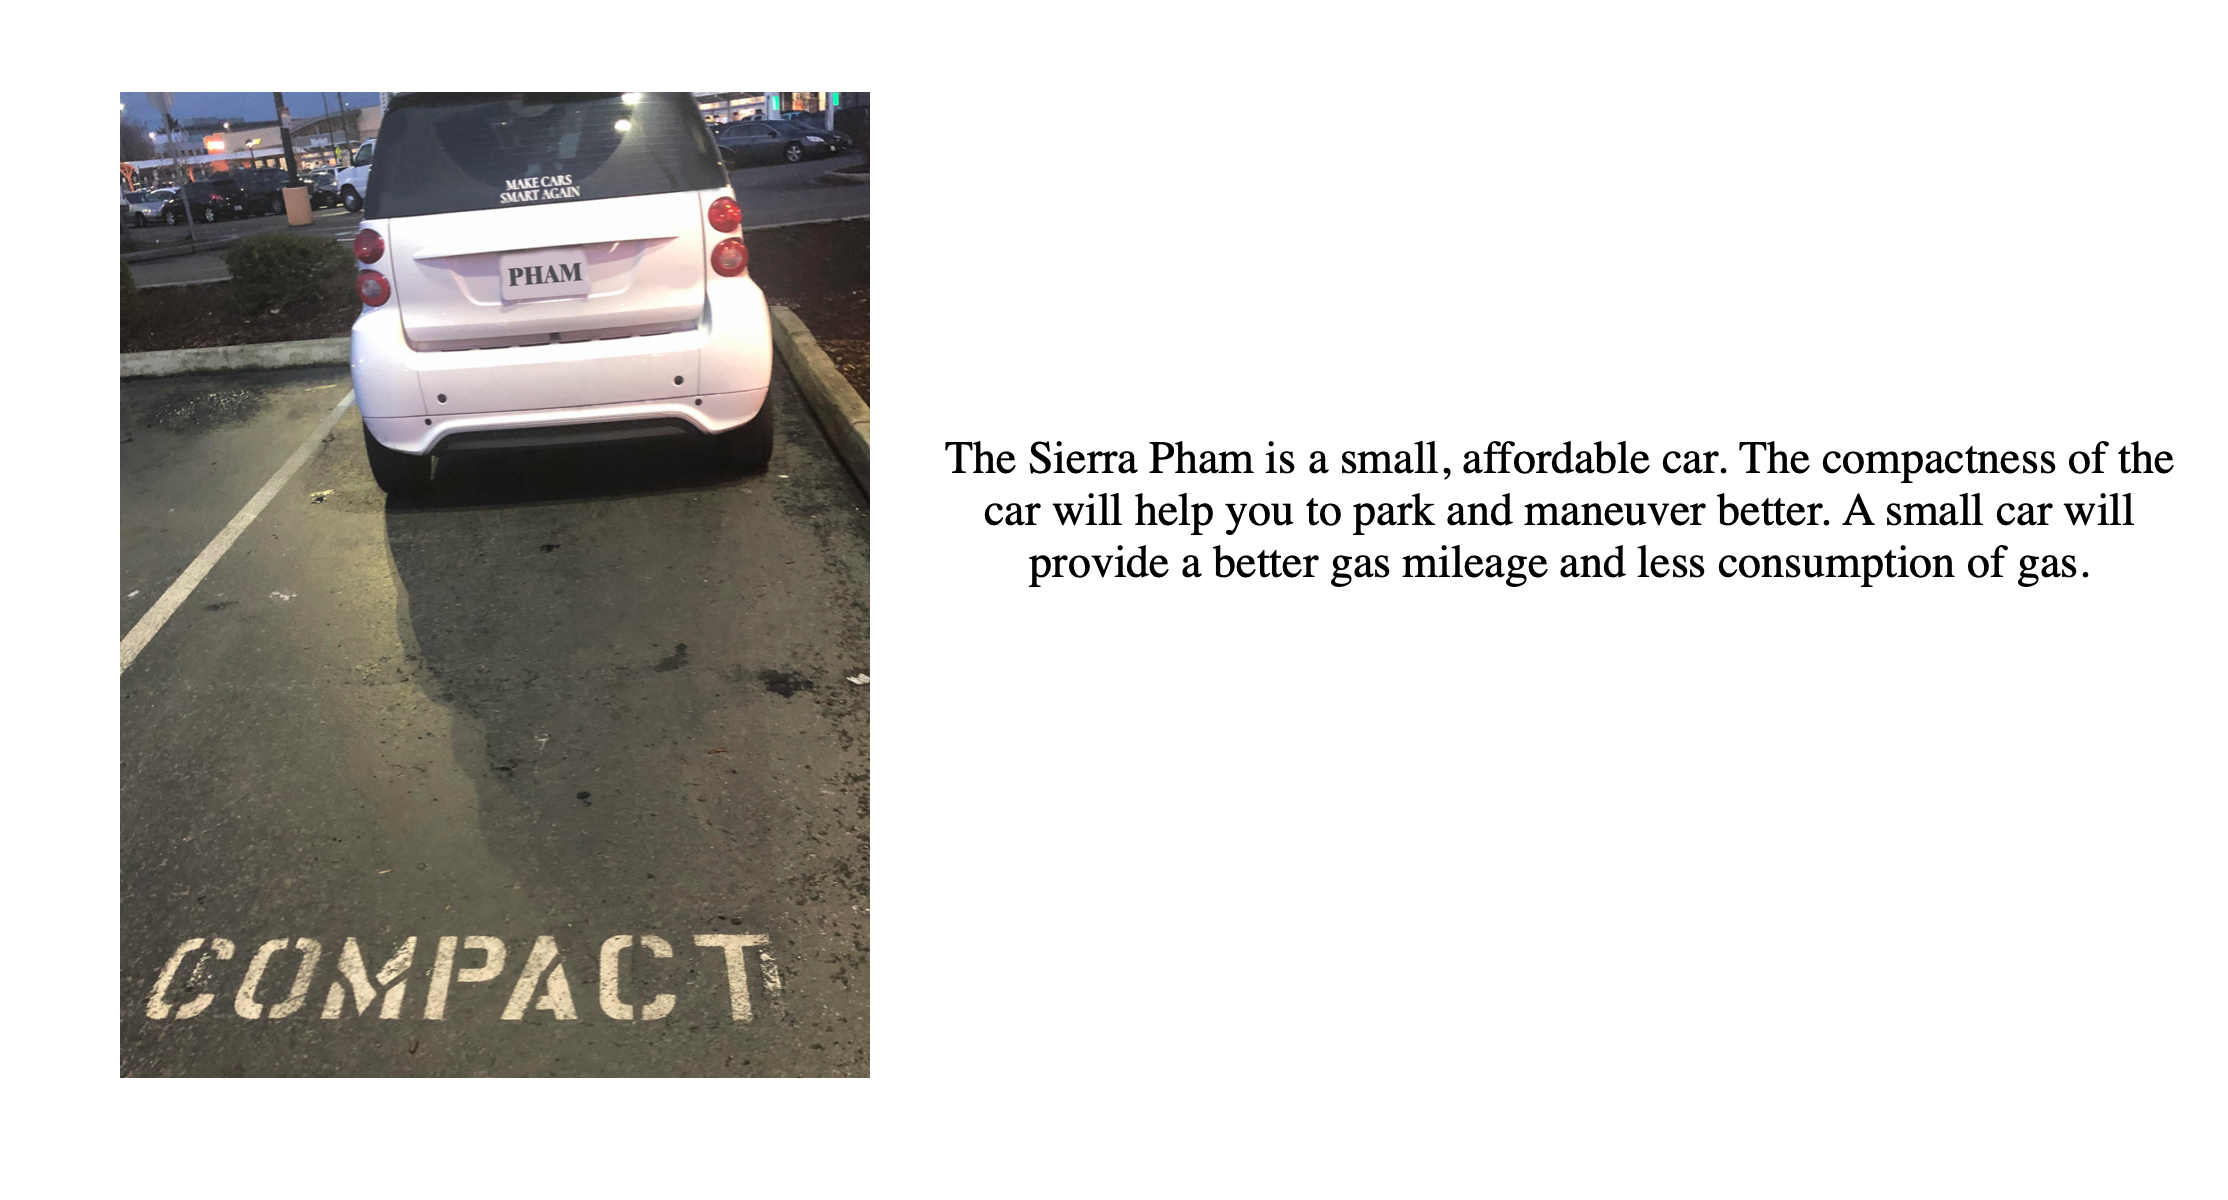 MAKE CARS
SMART AGAIN
PHAM
COMPACT
The Sierra Pham is a small, affordable car. The compactness of the
car will help you to park and maneuver better. A small car will
provide a better gas mileage and less consumption of gas.